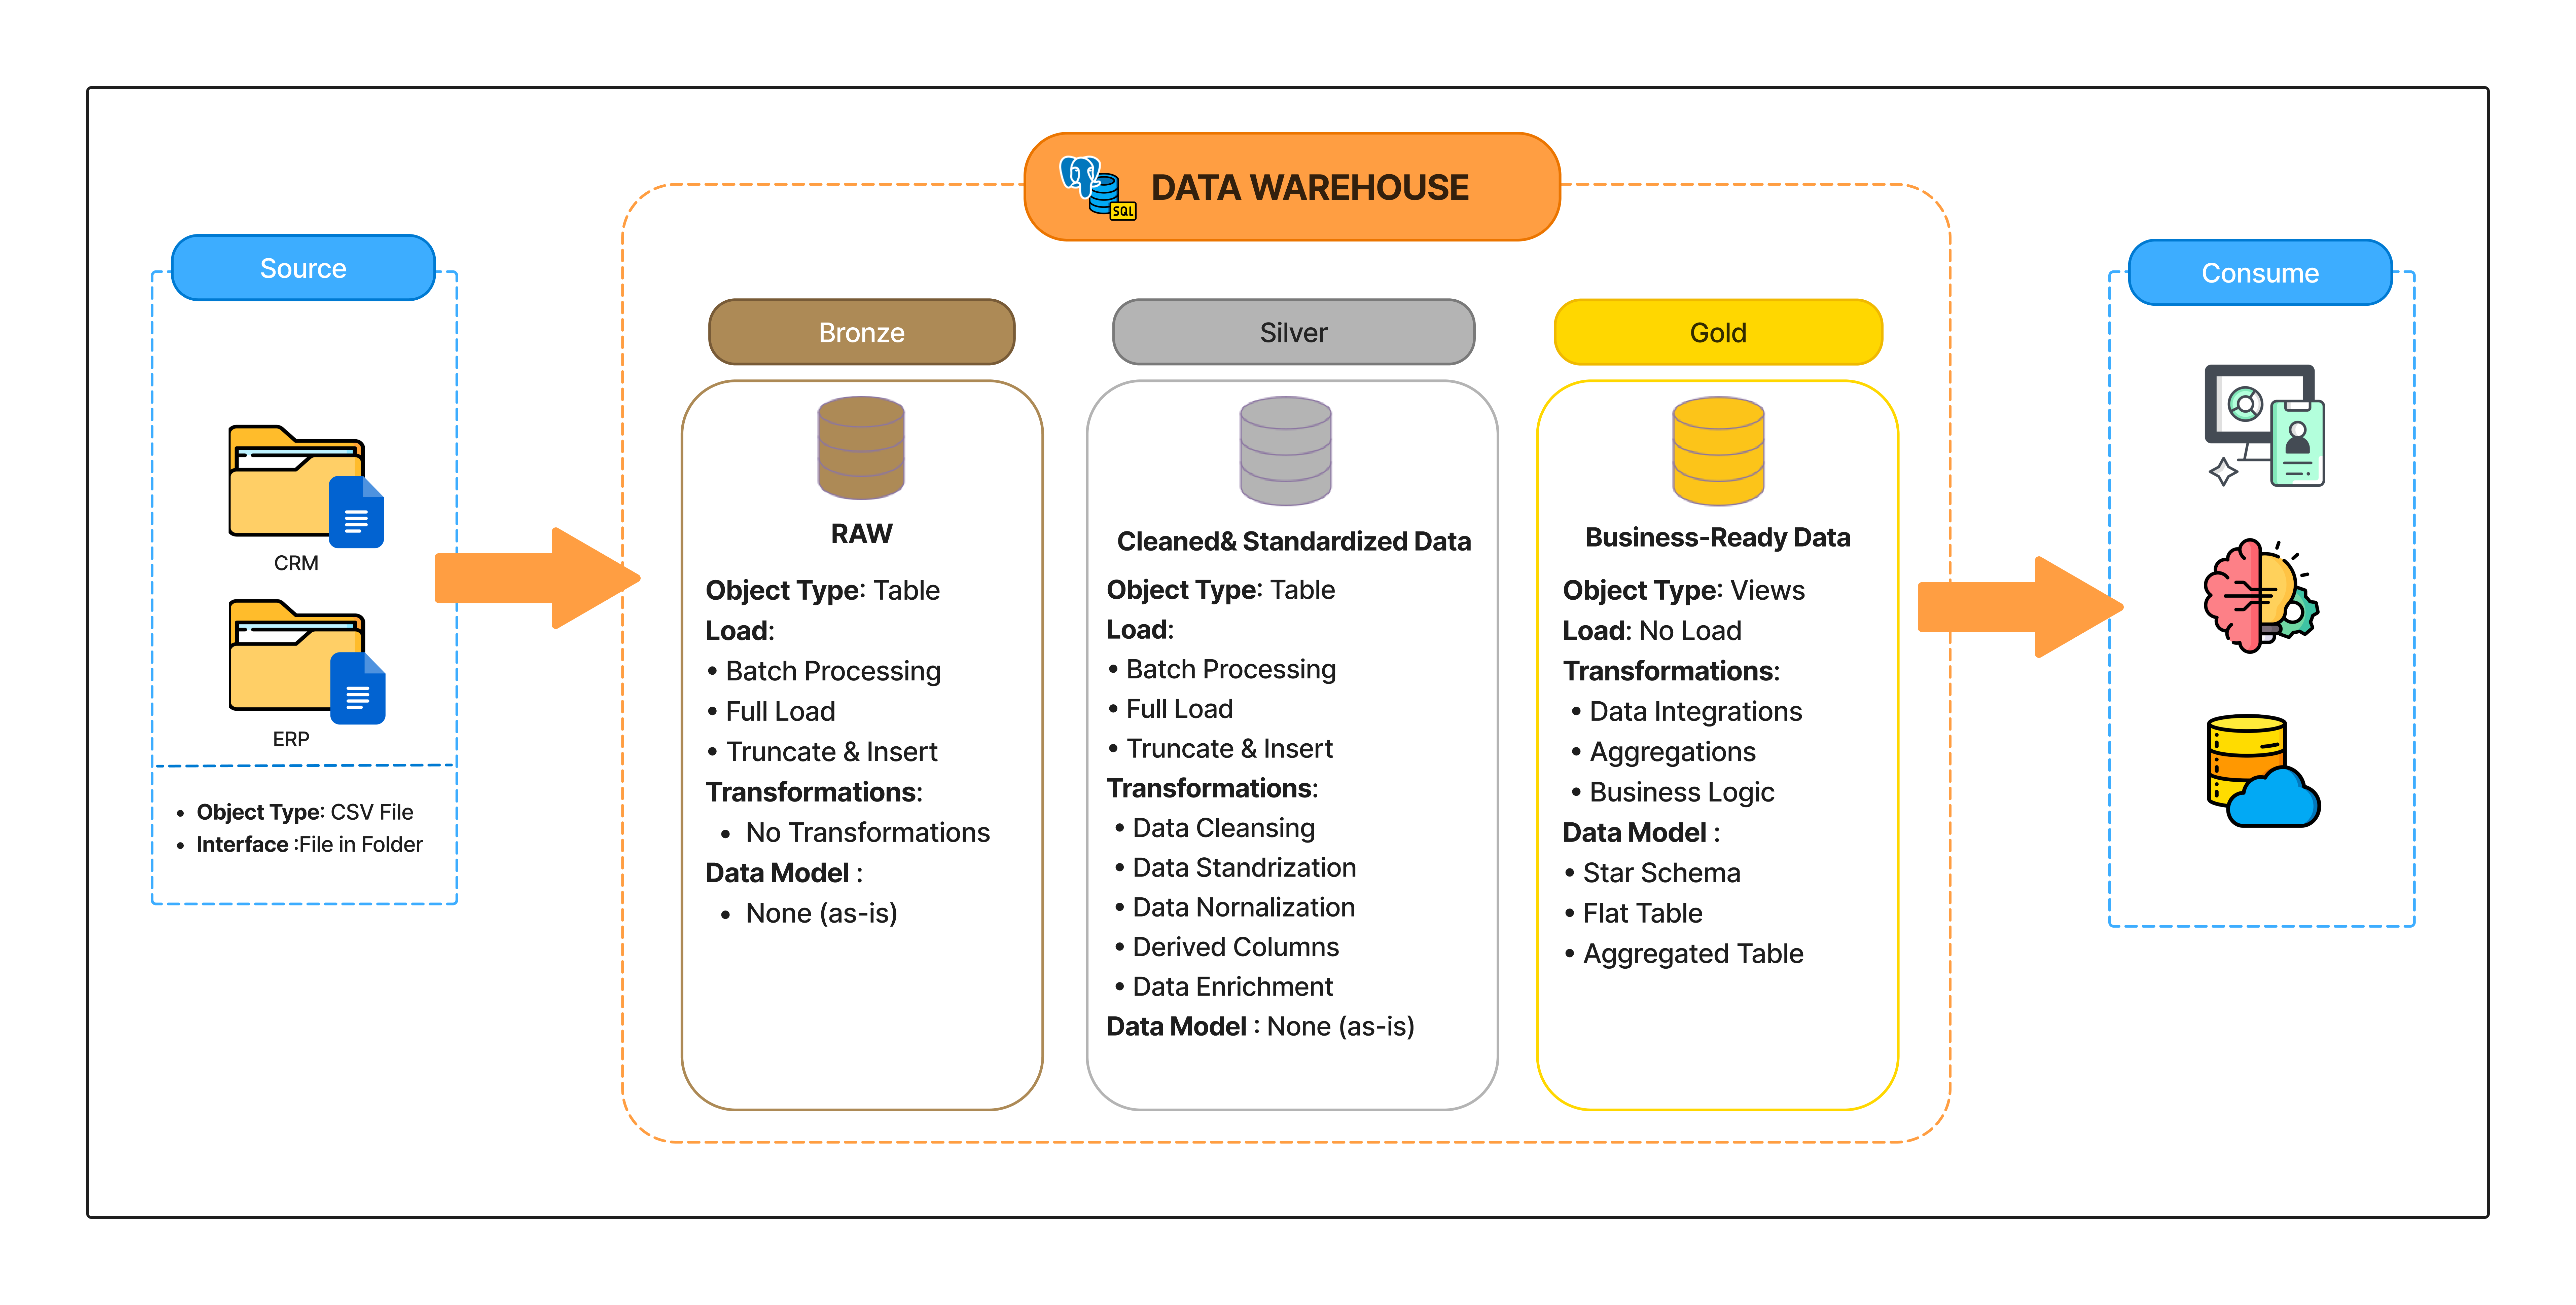 DATA WAREHOUSE
SQL
Source
CRM
ERP
• Object Type: CSV File
• Interface :File in Folder
Bronze
RAW
Object Type: Table
Load:
• Batch Processing
• Full Load
• Truncate & Insert
Transformations:
• No Transformations
Data Model :
• None (as-is)
Silver
Cleaned& Standardized Data
Object Type: Table
Load:
• Batch Processing
• Full Load
• Truncate & Insert
Transformations:
• Data Cleansing
• Data Standrization
• Data Nornalization
• Derived Columns
• Data Enrichment
Data Model : None (as-is)
Gold
Business-Ready Data
Object Type: Views
Load: No Load
Transformations:
• Data Integrations
• Aggregations
• Business Logic
Data Model :
• Star Schema
• Flat Table
• Aggregated Table
Consume